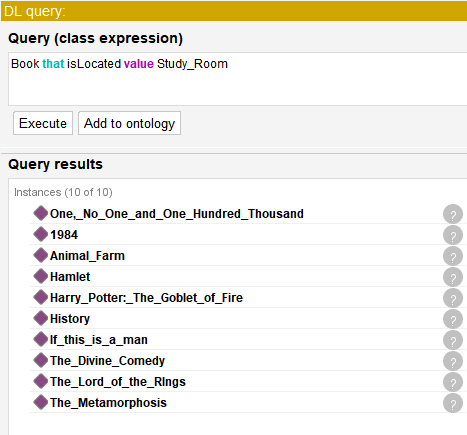 DL query:
Query (class expression)
Book that isLocated value Study_Room
Execute Add to ontology
Query results
Instances (10 of 10)
One,_No_One_and_One_Hundred_Thousand ?
1984 ?
Animal_Farm ?
Hamlet ?
Harry_Potter:_The_Goblet_of_Fire ?
History ?
If_this_is_a_man ?
The_Divine_Comedy ?
The_Lord_of_the_RIngs ?
The_Metamorphosis ?